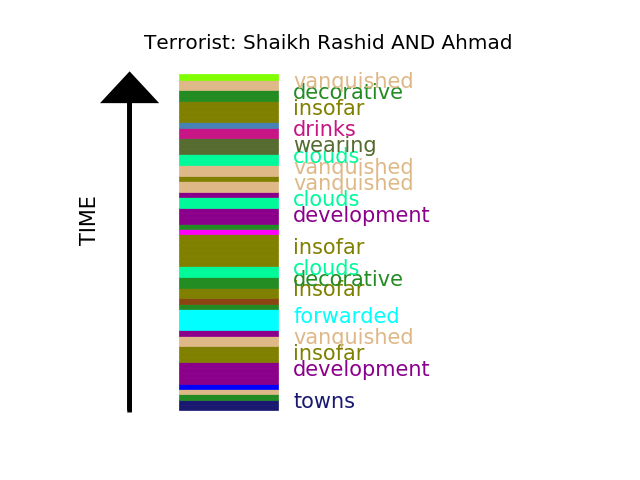 Terrorist: Shaikh Rashid AND Ahmad
vanquished
decorative
insofar
drinks
wearing
clouds
vanquished
vanquished
clouds
development
insofar
clouds
decorative
insofar
forwarded
vanquished
insofar
development
towns
TIME